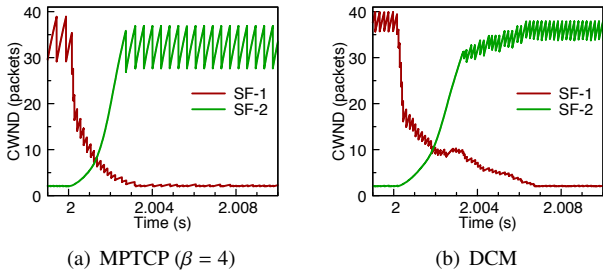 40
30
20
10
0
CWND (packets)
SF-1
SF-2
2
2.004
2.008
Time (s)
(a) MPTCP (β = 4)
40
30
20
10
0
CWND (packets)
SF-1
SF-2
2
2.004
2.008
Time (s)
(b) DCM